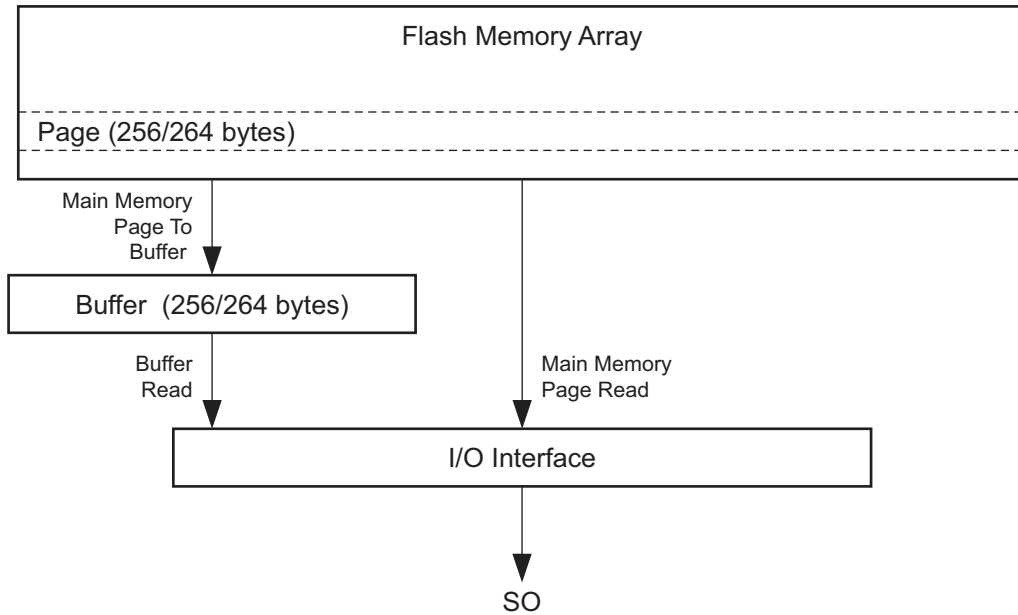 Flash Memory Array
Page (256/264 bytes)
Main Memory
Page To
Buffer
Buffer (256/264 bytes)
Buffer
Read
Main Memory
Page Read
I/O Interface
SO